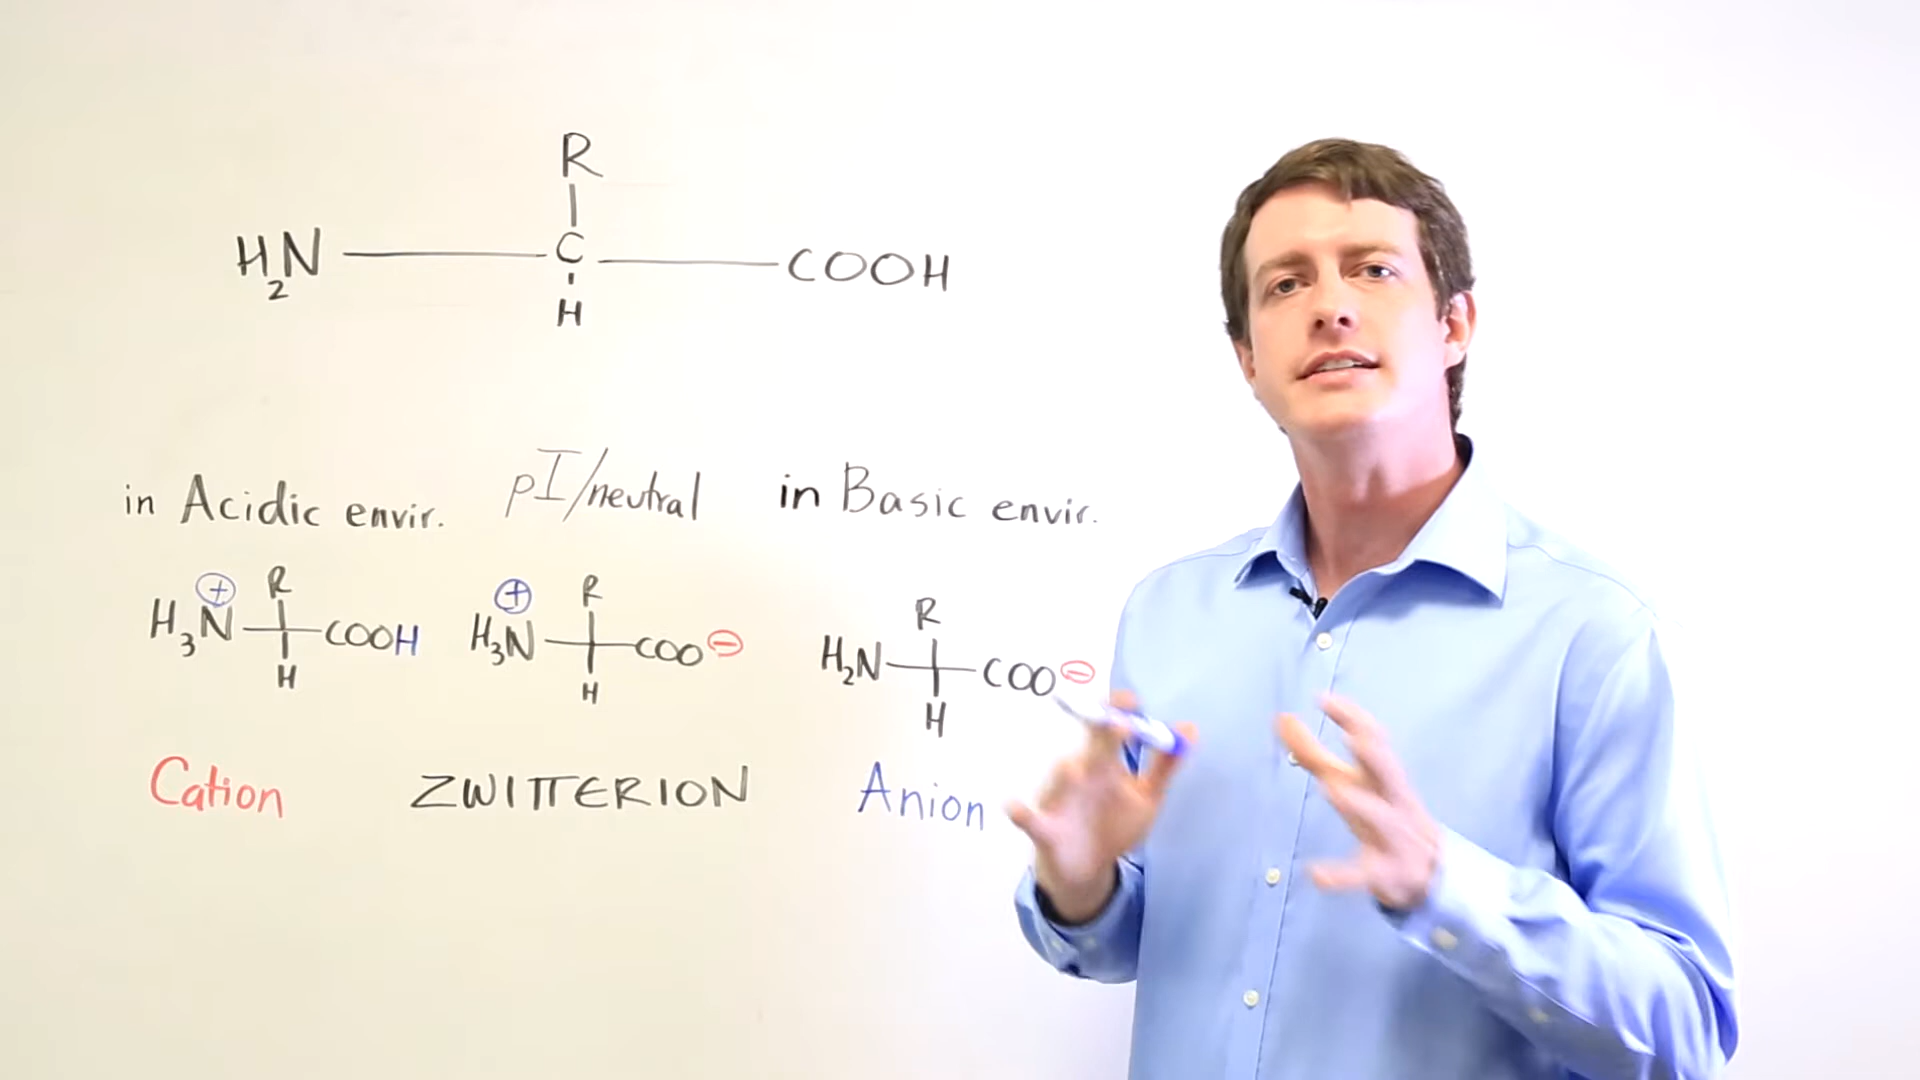 R
H₂N — C — COOH
H
in Acidic envir.
pI/neutral
in Basic envir.
⊕ R
H₃N COOH
H
⊕ R
H₃N COO ⊖
H
R
H₂N COO ⊖
H
Cation
ZWITTERION
Anion